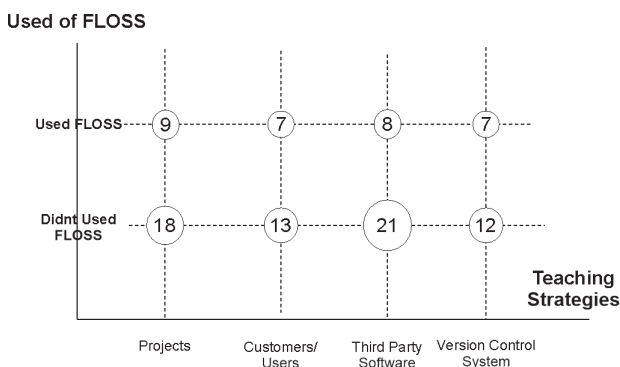 Used of FLOSS
Used FLOSS
9
7
8
7
Didnt Used
FLOSS
18
13
21
12
Teaching
Strategies
Projects
Customers/
Users
Third Party
Software
Version Control
System